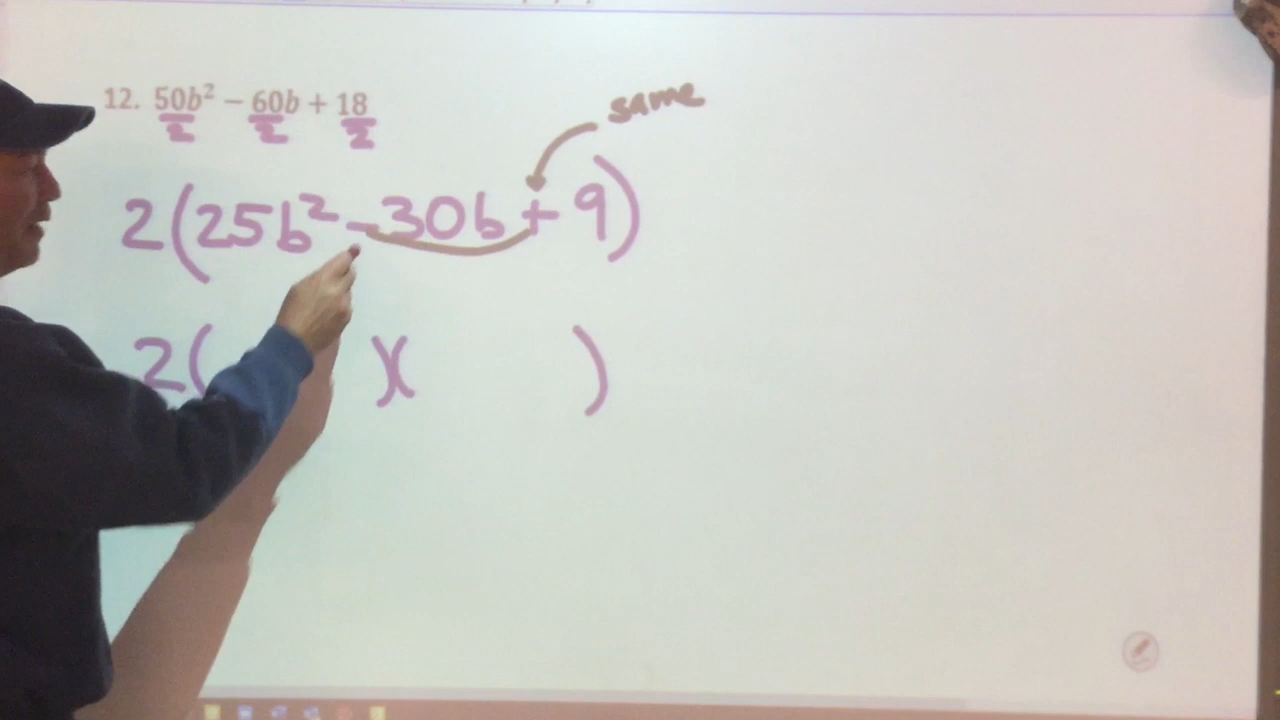 12. 50b² − 60b + 18
2 2 2
same
2(25b² - 30b + 9)
2( )( )